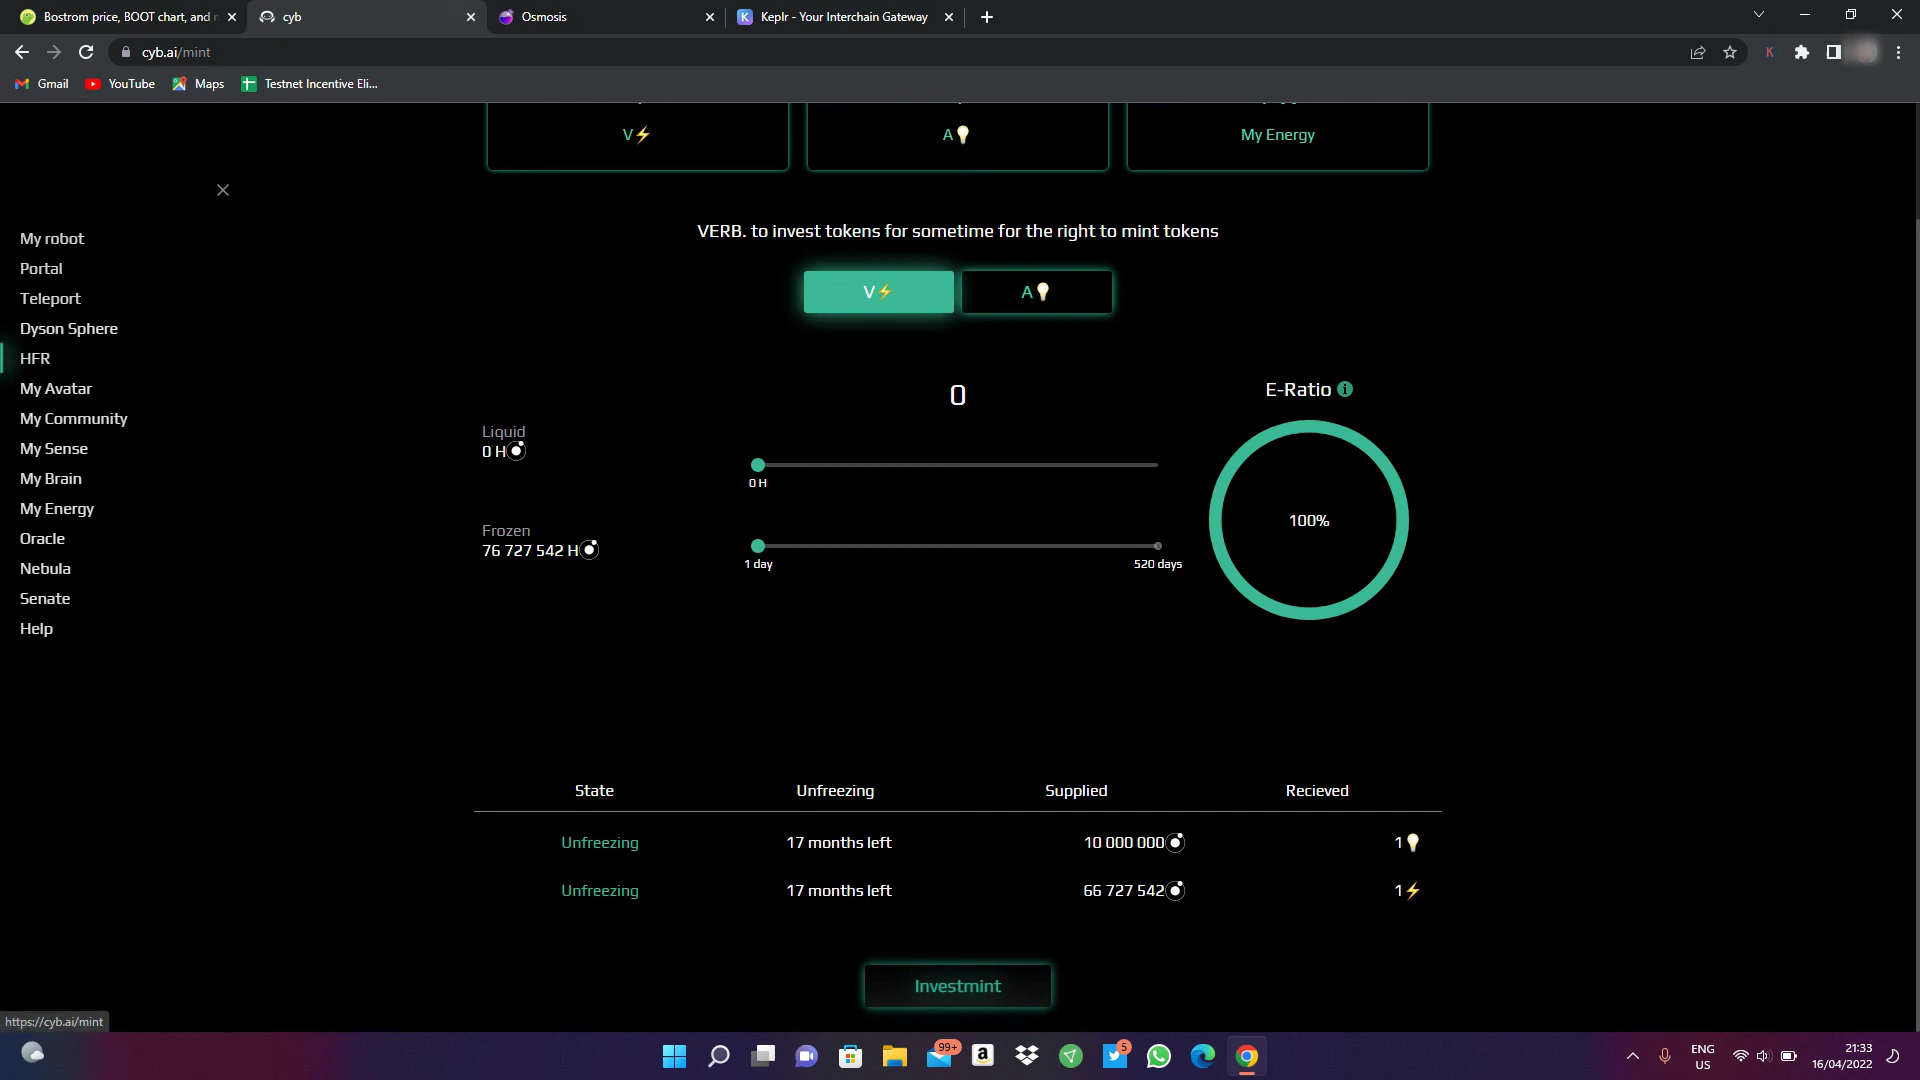 Bostrom price, BOOT chart, and
cyb
Osmosis
Keplr - Your Interchain Gateway
cyb.ai/mint
K
Gmail
YouTube
Maps
Testnet Incentive Eli...
V⚡
A💡
My Energy
My robot
Portal
Teleport
Dyson Sphere
HFR
My Avatar
My Community
My Sense
My Brain
My Energy
Oracle
Nebula
Senate
Help
VERB. to invest tokens for sometime for the right to mint tokens
V⚡
A💡
0
E-Ratio
Liquid
0 H
0 H
Frozen
76 727 542 H
1 day
520 days
100%
State Unfreezing Supplied Recieved
Unfreezing 17 months left 10 000 000 1💡
Unfreezing 17 months left 66 727 542 1⚡
Investmint
https://cyb.ai/mint
99+
5
ENG
US
21:33
16/04/2022